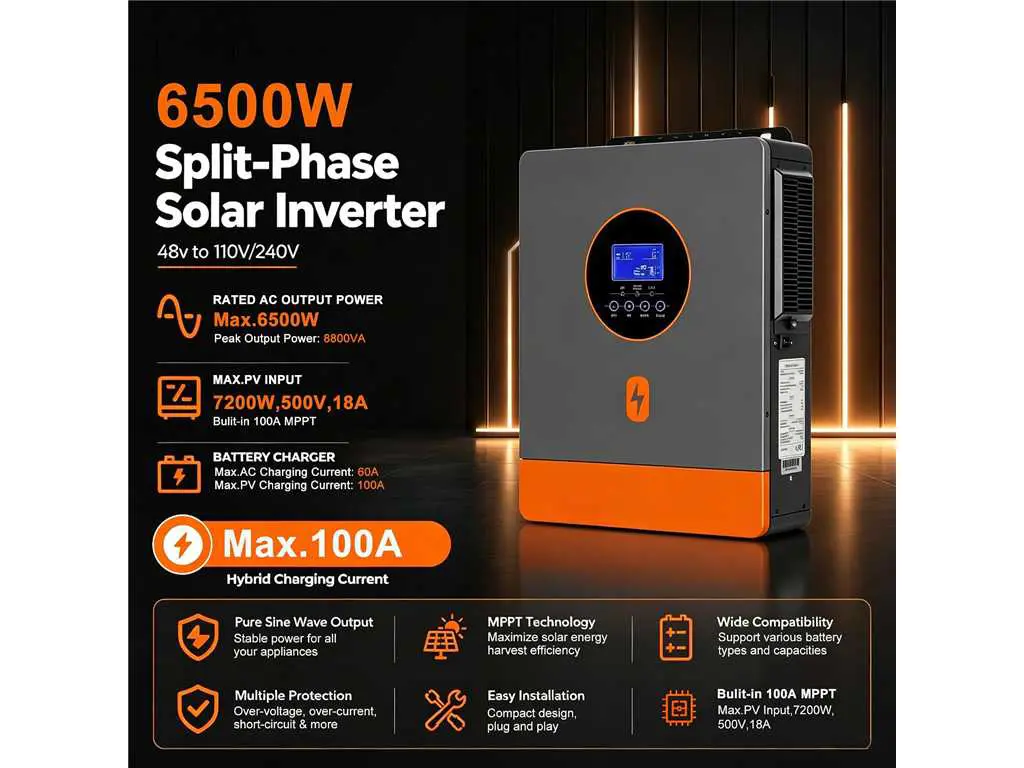 6500W
Split-Phase
Solar Inverter
48v to 110V/240V
RATED AC OUTPUT POWER
Max.6500W
Peak Output Power: 8800VA
MAX.PV INPUT
7200W,500V,18A
Bulit-in 100A MPPT
BATTERY CHARGER
Max.AC Charging Current: 60A
Max.PV Charging Current: 100A
Max.100A
Hybrid Charging Current
Pure Sine Wave Output
Stable power for all
your appliances
MPPT Technology
Maximize solar energy
harvest efficiency
Wide Compatibility
Support various battery
types and capacities
Multiple Protection
Over-voltage, over-current,
short-circuit & more
Easy Installation
Compact design,
plug and play
Bulit-in 100A MPPT
Max.PV Input,7200W,
500V,18A